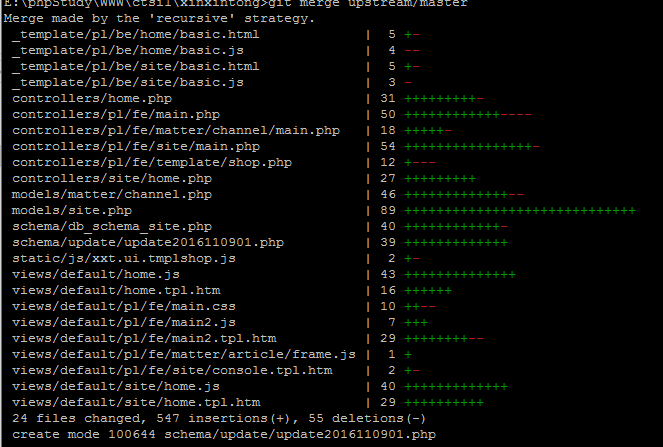 E:\phpStudy\WWW\ctsi1\xinxintong>git merge upstream/master
Merge made by the 'recursive' strategy.
_template/pl/be/home/basic.html | 5 +-
_template/pl/be/home/basic.js | 4 --
_template/pl/be/site/basic.html | 5 +-
_template/pl/be/site/basic.js | 3 -
controllers/home.php | 31 +++++++++-
controllers/pl/fe/main.php | 50 ++++++++++++----
controllers/pl/fe/matter/channel/main.php | 18 +++++-
controllers/pl/fe/site/main.php | 54 ++++++++++++++++-
controllers/pl/fe/template/shop.php | 12 +---
controllers/site/home.php | 27 +++++++++
models/matter/channel.php | 46 +++++++++++++--
models/site.php | 89 +++++++++++++++++++++++++++++
schema/db_schema_site.php | 40 ++++++++++++-
schema/update/update2016110901.php | 39 +++++++++++++
static/js/xxt.ui.tmplshop.js | 2 +-
views/default/home.js | 43 ++++++++++++++
views/default/home.tpl.htm | 16 ++++++
views/default/pl/fe/main.css | 10 ++--
views/default/pl/fe/main2.js | 7 +++
views/default/pl/fe/main2.tpl.htm | 29 ++++++++--
views/default/pl/fe/matter/article/frame.js | 1 +
views/default/pl/fe/site/console.tpl.htm | 2 +-
views/default/site/home.js | 40 +++++++++++++
views/default/site/home.tpl.htm | 29 ++++++++++
24 files changed, 547 insertions(+), 55 deletions(-)
create mode 100644 schema/update/update2016110901.php